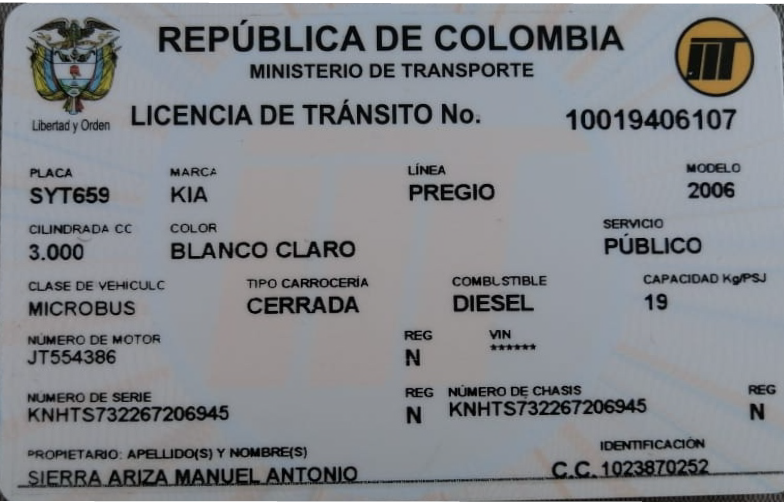 REPÚBLICA DE COLOMBIA
MINISTERIO DE TRANSPORTE
Libertad y Orden
LICENCIA DE TRÁNSITO No. 10019406107
PLACA MARCA LÍNEA MODELO
SYT659 KIA PREGIO 2006
CILINDRADA CC COLOR SERVICIO
3.000 BLANCO CLARO PÚBLICO
CLASE DE VEHÍCULO TIPO CARROCERÍA COMBUSTIBLE CAPACIDAD Kg/PSJ
MICROBUS CERRADA DIESEL 19
NÚMERO DE MOTOR REG VIN
JT554386 N ******
NÚMERO DE SERIE REG NÚMERO DE CHASIS REG
KNHTS732267206945 N KNHTS732267206945 N
PROPIETARIO: APELLIDO(S) Y NOMBRE(S) IDENTIFICACIÓN
SIERRA ARIZA MANUEL ANTONIO C.C. 1023870252